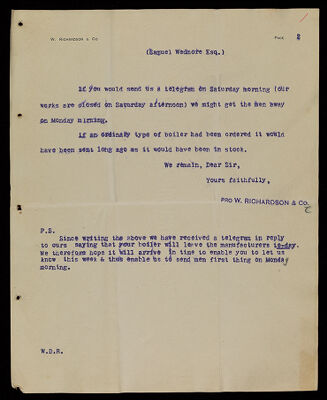 W. RICHARDSON & Co
PAGE 2
(Samuel Wedmore Esq.)
If you would send us a telegram on Saturday morning (our
works are closed on Saturday afternoon) we might get the men away
on Monday morning.
If an ordinary type of boiler had been ordered it would
have been sent long ago as it would have been in stock.
We remain, Dear Sir,
Yours faithfully,
PRO W. RICHARDSON & Co.
P.S.
Since writing the above we have received a telegram in reply
to ours saying that your boiler will leave the manufacturers today.
We therefore hope it will arrive in time to enable you to let us
know this week & thus enable us to send men first thing on Monday
morning.
W.D.R.